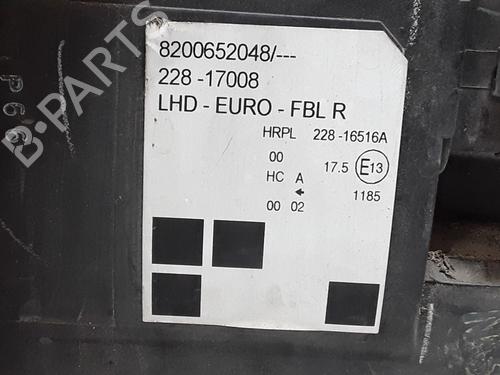 8200652048/---
228 -17008
LHD - EURO - FBL R
HRPL 228 -16516A
00
17.5 E13
HC A
1185
00 02
B-PARTS